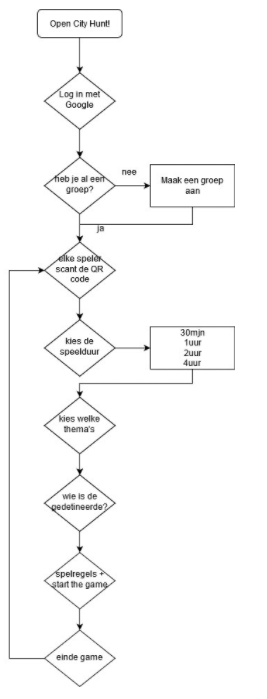 Open City Hunt!
Log in met
Google
heb je al een
groep?
nee
Maak een groep
aan
ja
elke speler
scant de QR
code
kies de
speelduur
30mjn
1uur
2uur
4uur
kies welke
thema's
wie is de
gedetineerde?
spelregels +
start the game
einde game